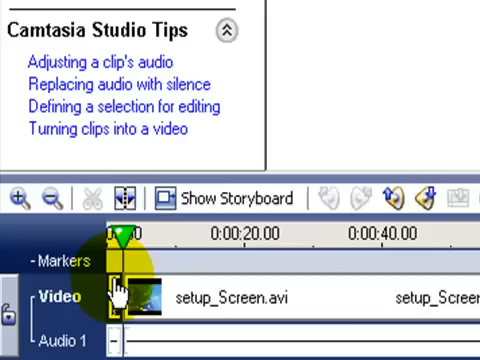 Camtasia Studio Tips
Adjusting a clip's audio
Replacing audio with silence
Defining a selection for editing
Turning clips into a video
Show Storyboard
0:00:20.00 0:00:40.00
Markers
Video setup_Screen.avi setup_Screen
Audio 1